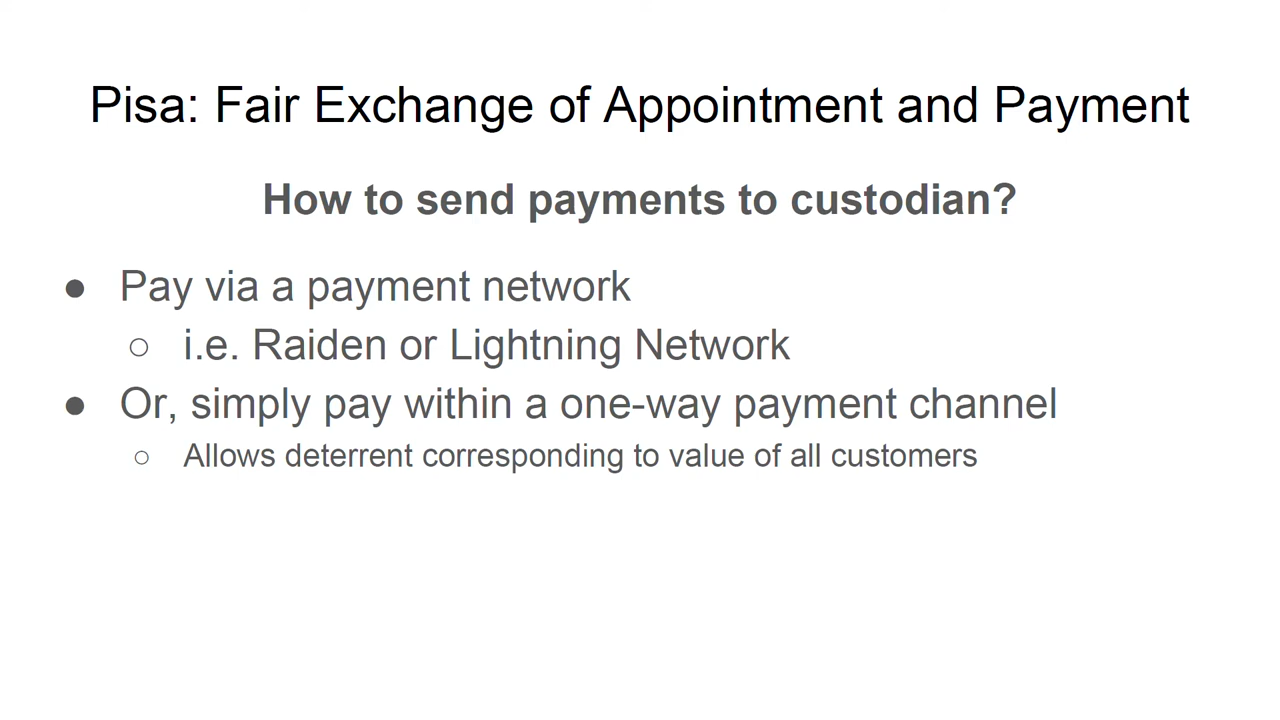 Pisa: Fair Exchange of Appointment and Payment
How to send payments to custodian?
● Pay via a payment network
○ i.e. Raiden or Lightning Network
● Or, simply pay within a one-way payment channel
○ Allows deterrent corresponding to value of all customers